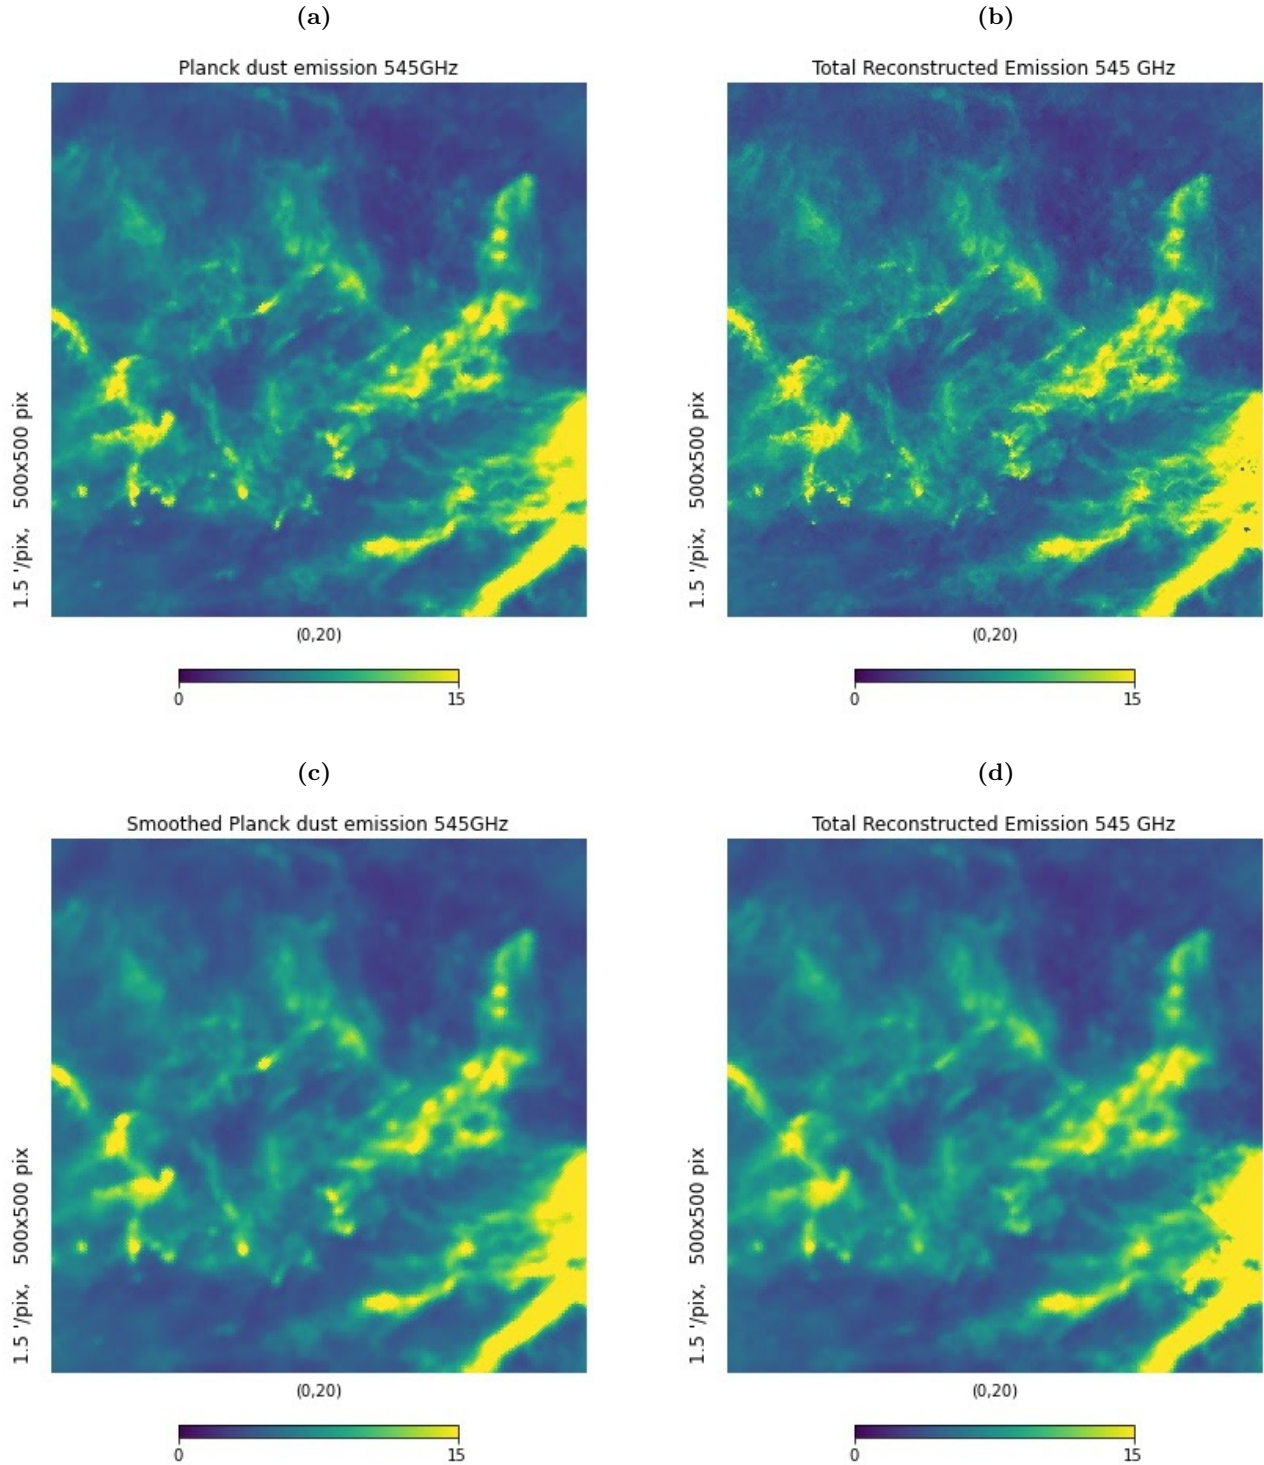 (a)
Planck dust emission 545GHz
1.5 '/pix,   500x500 pix
(0,20)
0 15
(b)
Total Reconstructed Emission 545 GHz
1.5 '/pix,   500x500 pix
(0,20)
0 15
(c)
Smoothed Planck dust emission 545GHz
1.5 '/pix,   500x500 pix
(0,20)
0 15
(d)
Total Reconstructed Emission 545 GHz
1.5 '/pix,   500x500 pix
(0,20)
0 15